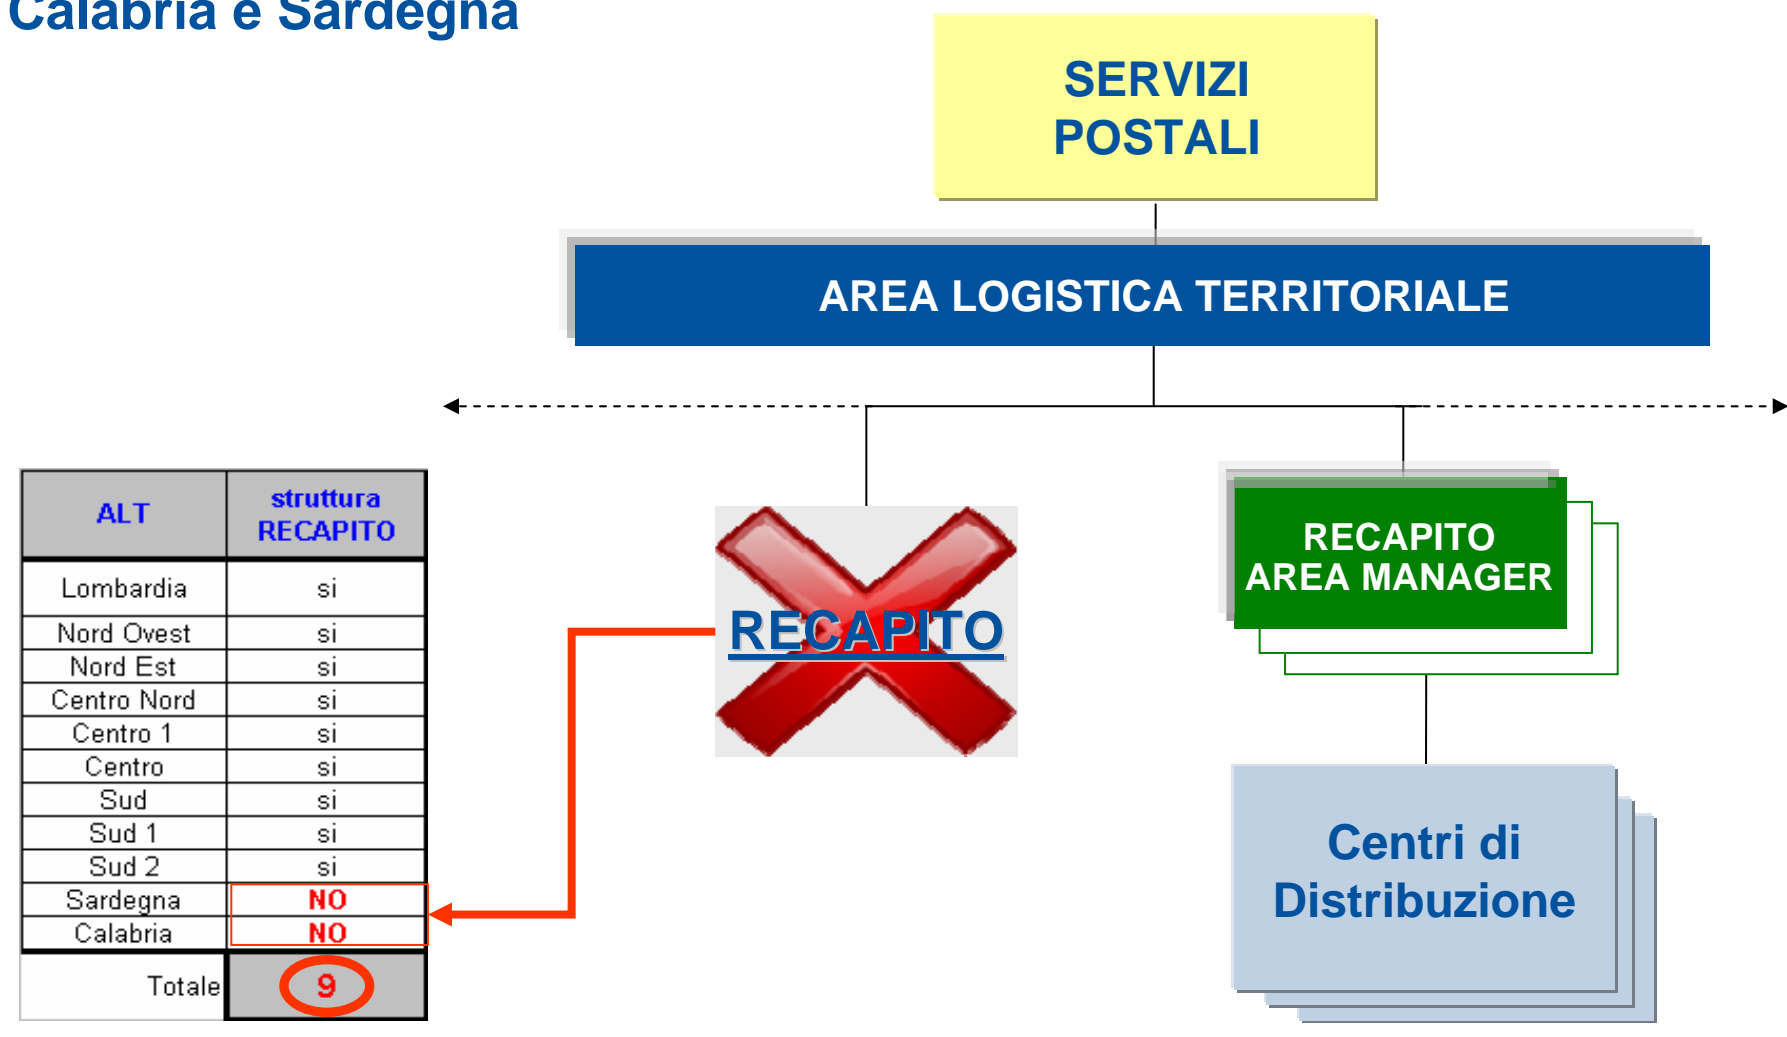 Calabria e Sardegna
SERVIZI
POSTALI
AREA LOGISTICA TERRITORIALE
ALT
struttura
RECAPITO
Lombardia si
Nord Ovest si
Nord Est si
Centro Nord si
Centro 1 si
Centro si
Sud si
Sud 1 si
Sud 2 si
Sardegna NO
Calabria NO
Totale 9
RECAPITO
RECAPITO
AREA MANAGER
Centri di
Distribuzione